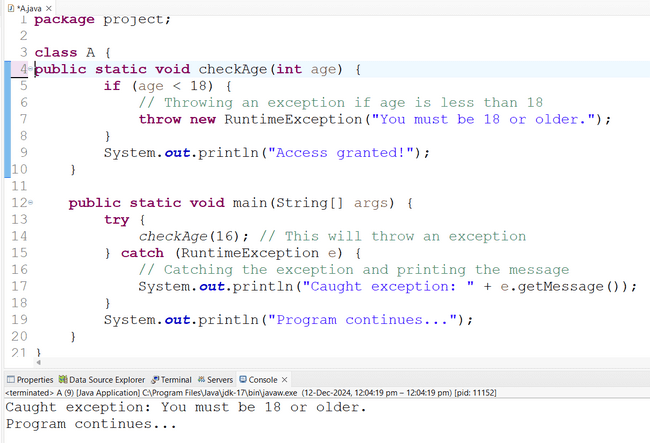 *A.java
1 package project;
2
3 class A {
4 public static void checkAge(int age) {
5 if (age < 18) {
6 // Throwing an exception if age is less than 18
7 throw new RuntimeException("You must be 18 or older.");
8 }
9 System.out.println("Access granted!");
10 }
11
12 public static void main(String[] args) {
13 try {
14 checkAge(16); // This will throw an exception
15 } catch (RuntimeException e) {
16 // Catching the exception and printing the message
17 System.out.println("Caught exception: " + e.getMessage());
18 }
19 System.out.println("Program continues...");
20 }
21 }
Properties Data Source Explorer Terminal Servers Console
<terminated> A (9) [Java Application] C:\Program Files\Java\jdk-17\bin\javaw.exe (12-Dec-2024, 12:04:19 pm – 12:04:19 pm) [pid: 11152]
Caught exception: You must be 18 or older.
Program continues...